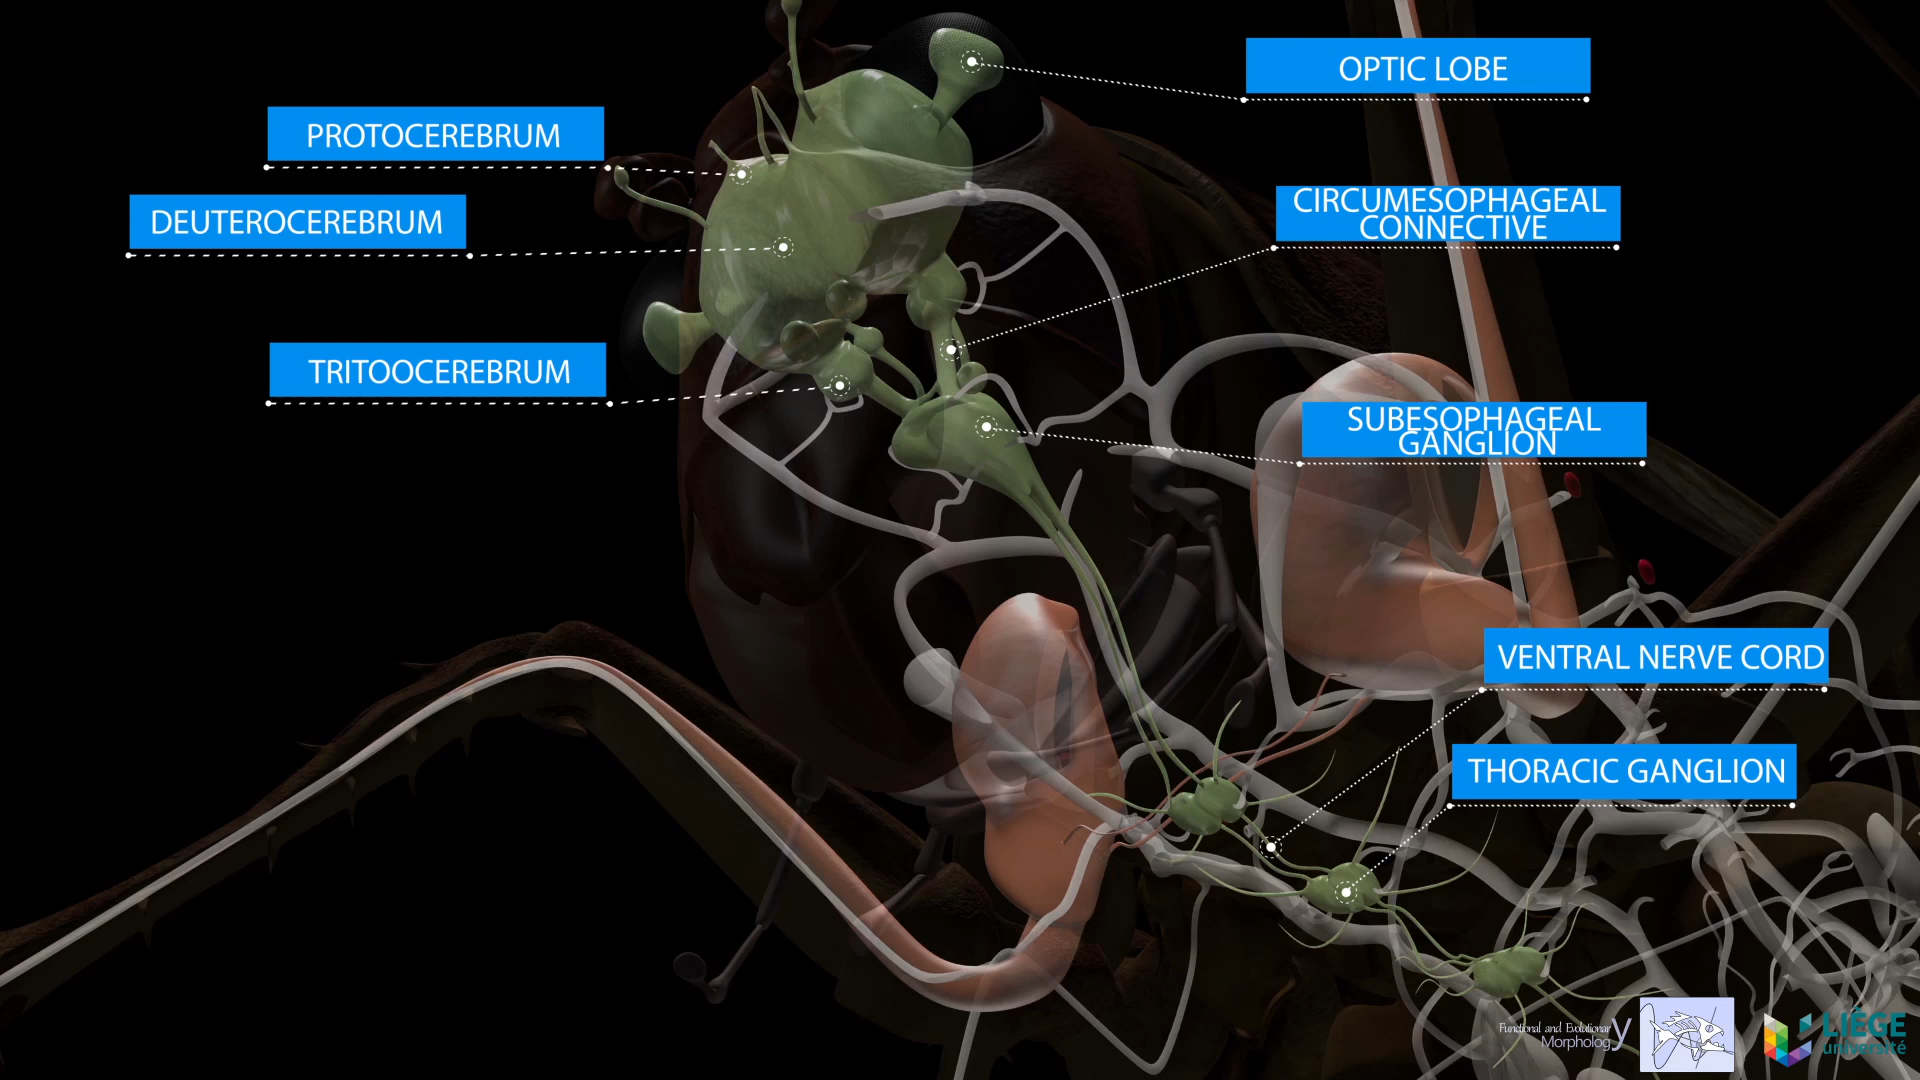 OPTIC LOBE
PROTOCEREBRUM
DEUTEROCEREBRUM
CIRCUMESOPHAGEAL
CONNECTIVE
TRITOOCEREBRUM
SUBESOPHAGEAL
GANGLION
VENTRAL NERVE CORD
THORACIC GANGLION
Functional and Evolutionary
Morphology
LIÈGE
université